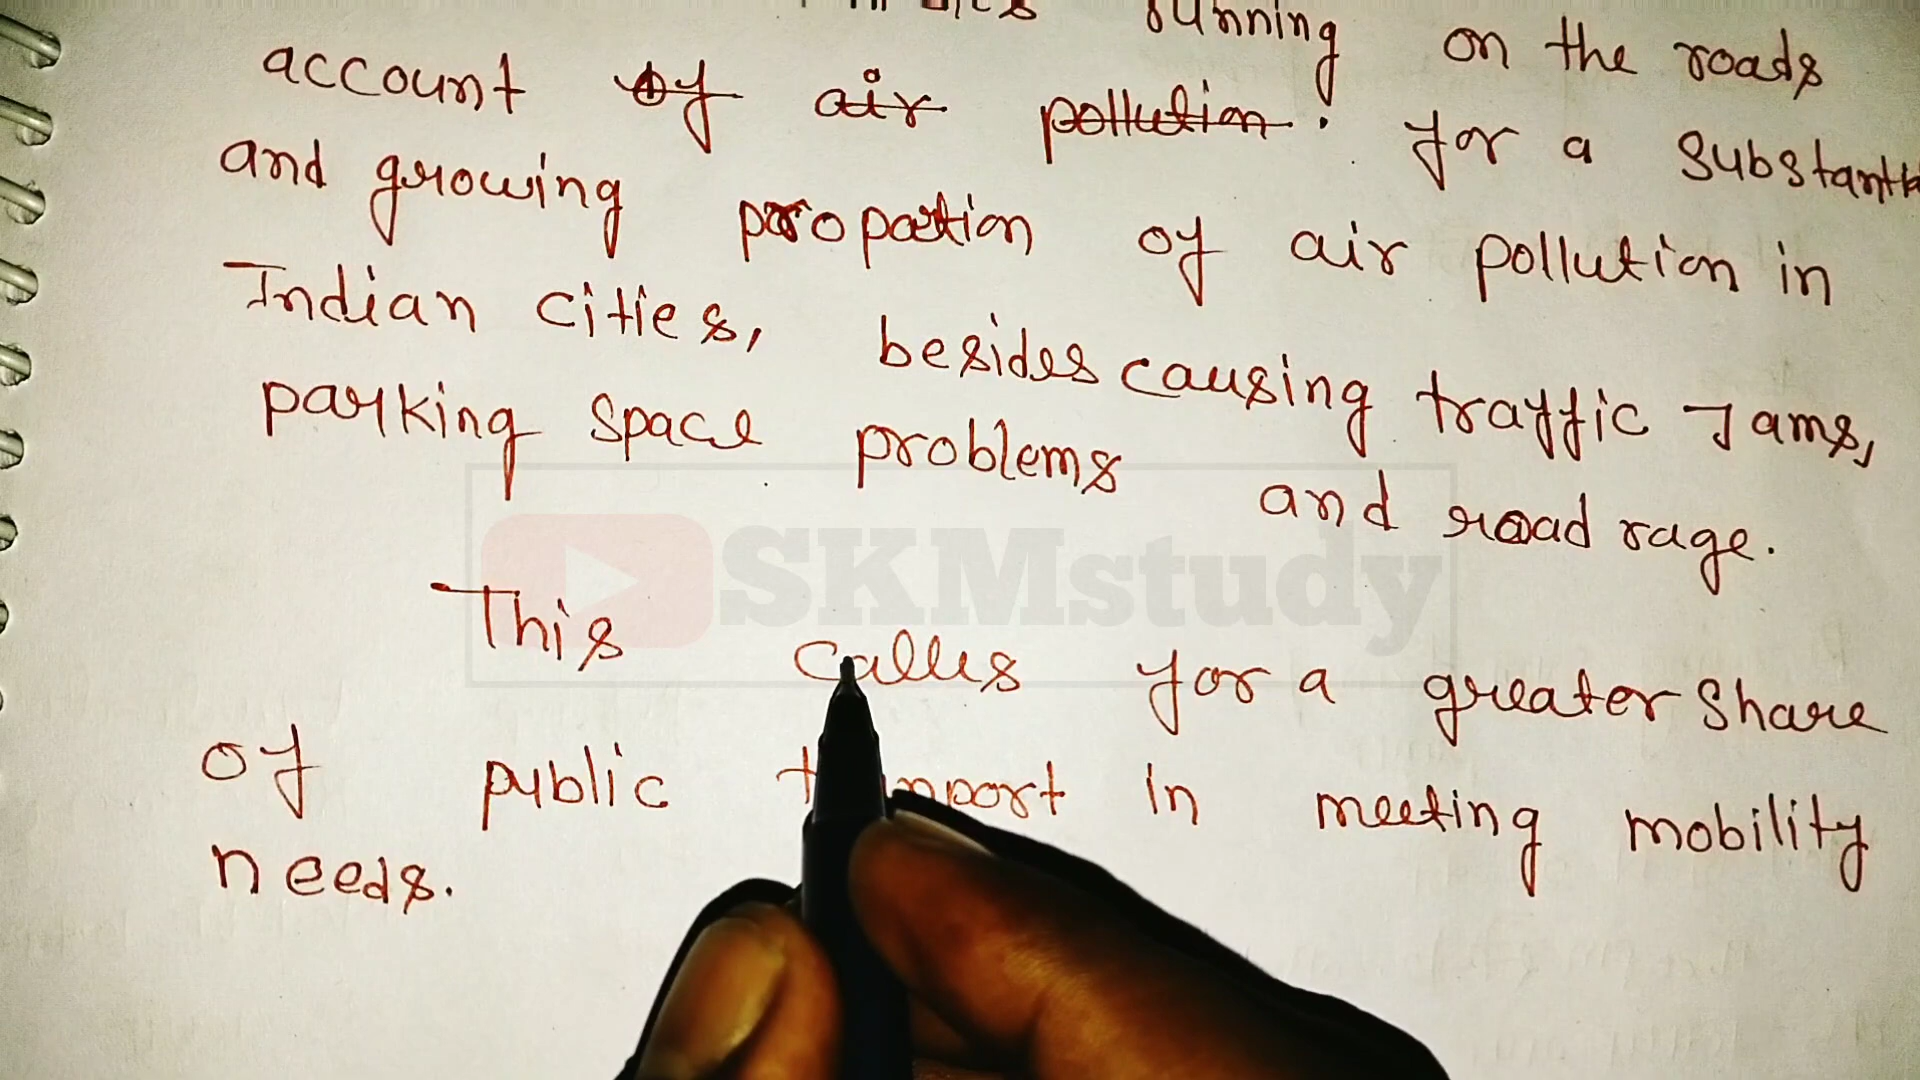 running on the roads
account of air pollution. for a
and growing propartion of air pollution in
Indian cities, besides causing traffic Jams,
parking space problems and road rage.
SKMstudy
This calls for a greater share
of public in meeting mobility
needs.